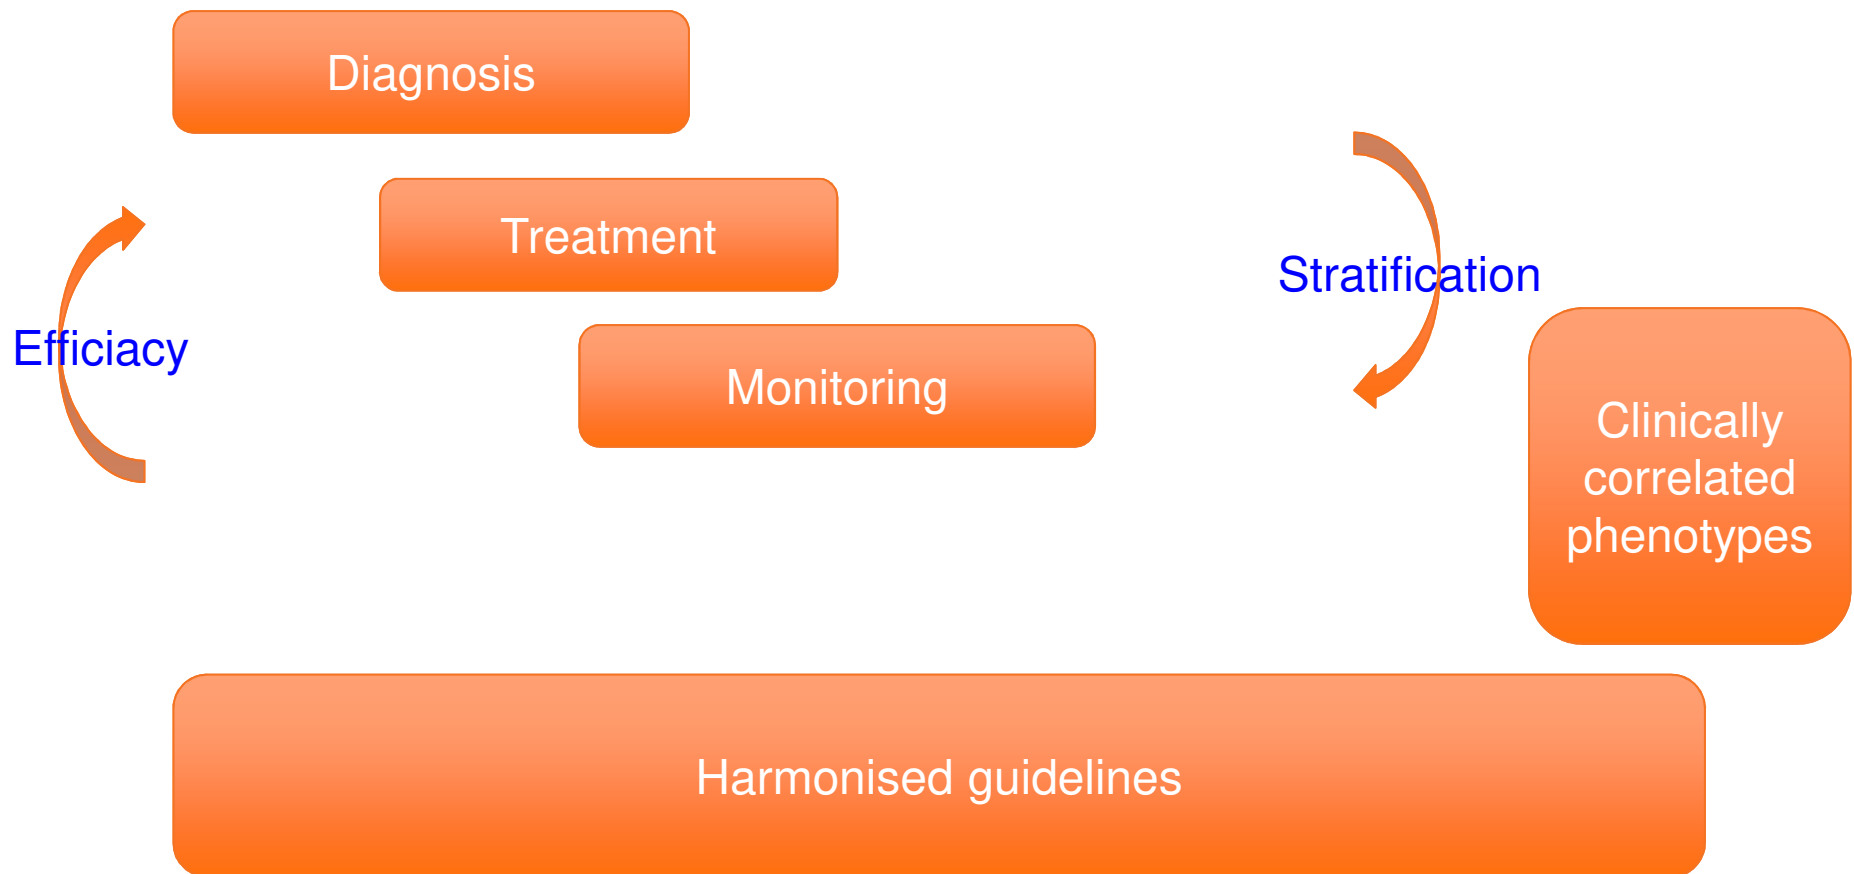 Diagnosis
Treatment
Stratification
Efficiacy
Monitoring
Clinically
correlated
phenotypes
Harmonised guidelines